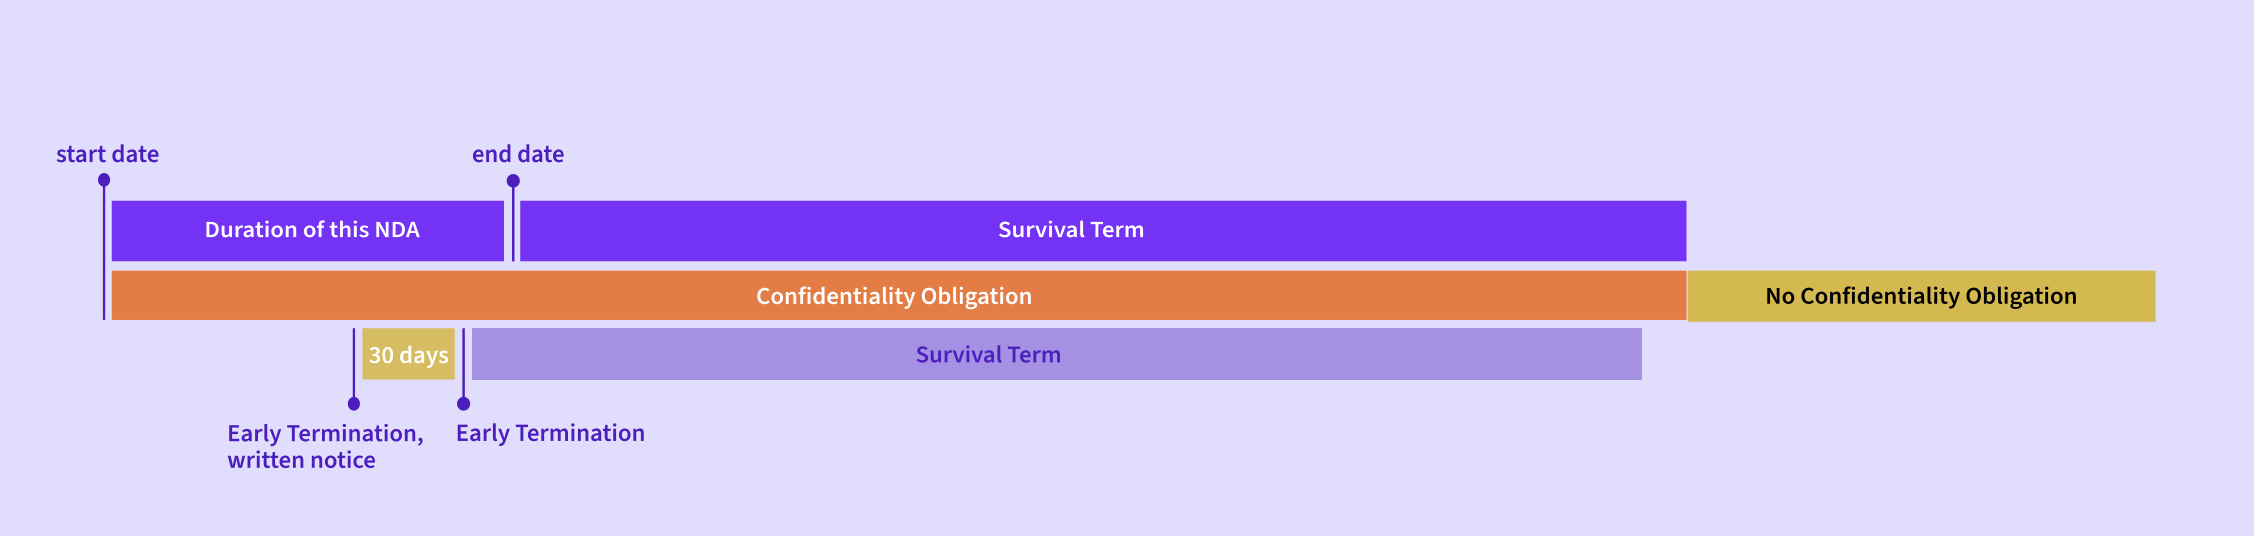 start date
end date
Duration of this NDA
Survival Term
Confidentiality Obligation
No Confidentiality Obligation
30 days
Survival Term
Early Termination,
written notice
Early Termination